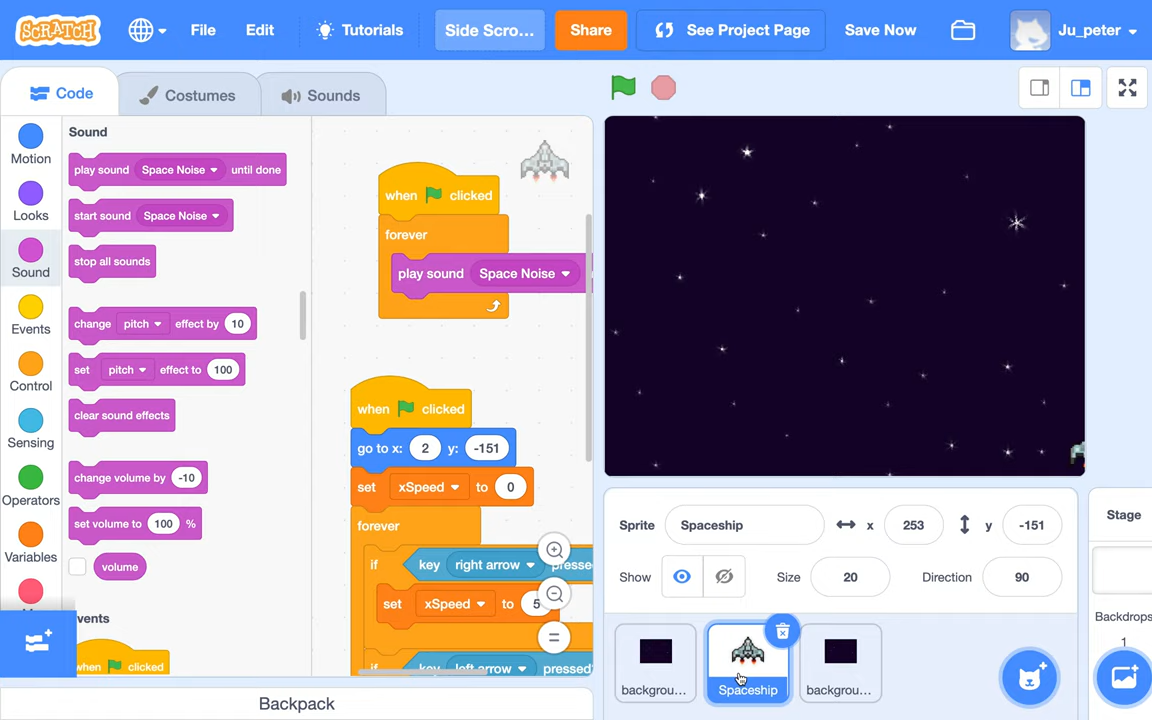 SCRATCH File Edit Tutorials Side Scro... Share See Project Page Save Now Ju_peter
Code Costumes Sounds
Motion
Looks
Sound
Events
Control
Sensing
Operators
Variables
Sound
play sound Space Noise until done
start sound Space Noise
stop all sounds
change pitch effect by 10
set pitch effect to 100
clear sound effects
change volume by -10
set volume to 100 %
volume
when clicked
when clicked
forever
play sound Space Noise
when clicked
go to x: 2 y: -151
set xSpeed to 0
forever
if key right arrow
set xSpeed to 5
if key left arrow pressed
Backpack
Sprite Spaceship x 253 y -151
Show Size 20 Direction 90
backgrou... Spaceship backgrou...
Stage
Backdrops
1